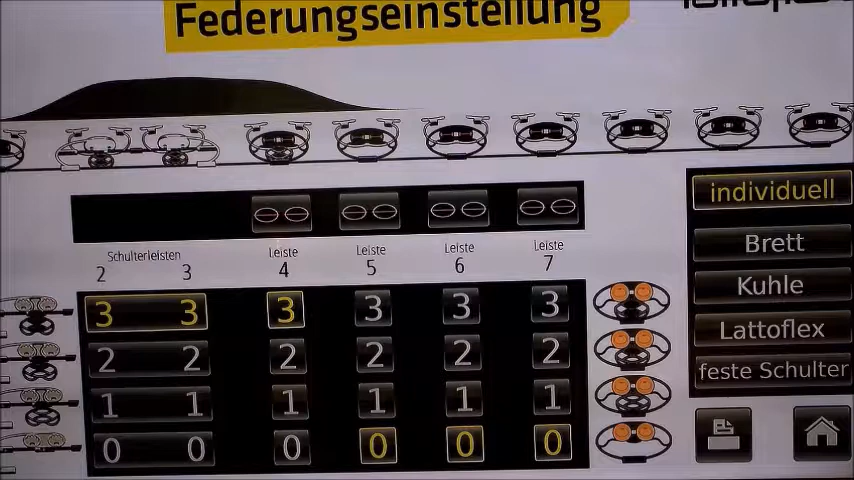 Federungseinstellung
individuell
Brett
Kuhle
Lattoflex
feste Schulter
Schulterleisten Leiste Leiste Leiste Leiste
2 3 4 5 6 7
3 3 3 3 3 3
2 2 2 2 2 2
1 1 1 1 1 1
0 0 0 0 0 0